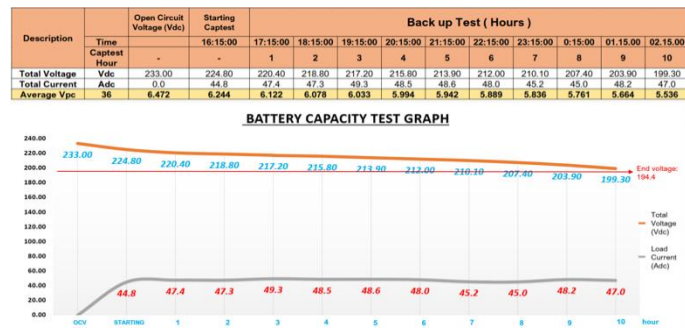 Description Open Circuit Voltage (Vdc) Starting Captest Back up Test ( Hours )
Time 16:15:00 17:15:00 18:15:00 19:15:00 20:15:00 21:15:00 22:15:00 23:15:00 0:15:00 01.15.00 02.15.00
Captest Hour - - 1 2 3 4 5 6 7 8 9 10
Total Voltage Vdc 233.00 224.80 220.40 218.80 217.20 215.80 213.90 212.00 210.10 207.40 203.90 199.30
Total Current Adc 0.0 44.8 47.4 47.3 49.3 48.5 48.6 48.0 45.2 45.0 48.2 47.0
Average Vpc 36 6.472 6.244 6.122 6.078 6.033 5.994 5.942 5.889 5.836 5.761 5.664 5.536
BATTERY CAPACITY TEST GRAPH
240.00
220.00
200.00
180.00
160.00
140.00
120.00
100.00
80.00
60.00
40.00
20.00
0.00
233.00 224.80 220.40 218.80 217.20 215.80 213.90 212.00 210.10 207.40 203.90 199.30
End voltage: 194.4
Total Voltage (Vdc)
Load Current (Adc)
44.8 47.4 47.3 49.3 48.5 48.6 48.0 45.2 45.0 48.2 47.0
OCV STARTING 1 2 3 4 5 6 7 8 9 10 hour